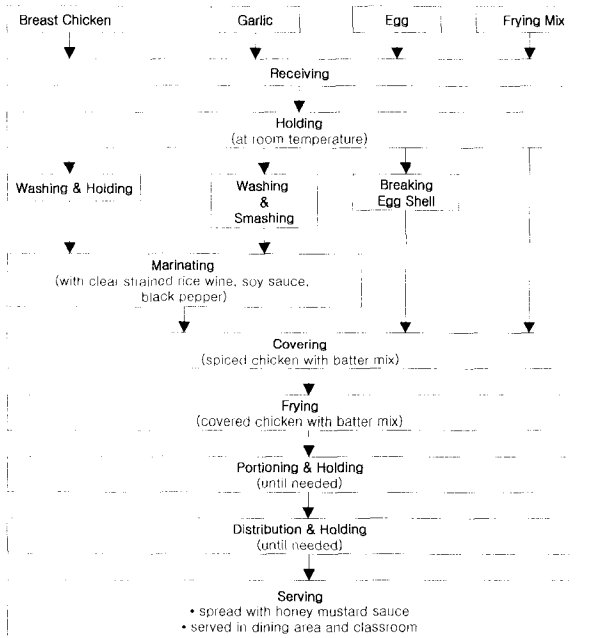 Breast Chicken
Garlic
Egg
Frying Mix
Receiving
Holding
(at room temperature)
Washing & Holding
Washing
&
Smashing
Breaking
Egg Shell
Marinating
(with clear strained rice wine, soy sauce,
black pepper)
Covering
(spiced chicken with batter mix)
Frying
(covered chicken with batter mix)
Portioning & Holding
(until needed)
Distribution & Holding
(until needed)
Serving
• spread with honey mustard sauce
• served in dining area and classroom